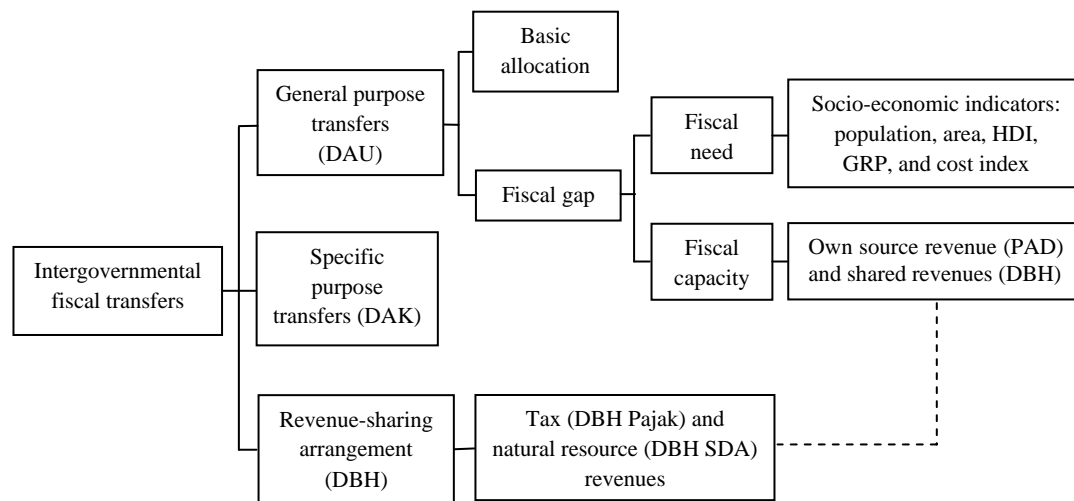 Intergovernmental
fiscal transfers
General purpose
transfers
(DAU)
Basic
allocation
Fiscal gap
Fiscal
need
Socio-economic indicators:
population, area, HDI,
GRP, and cost index
Fiscal
capacity
Own source revenue (PAD)
and shared revenues (DBH)
Specific
purpose
transfers (DAK)
Revenue-sharing
arrangement
(DBH)
Tax (DBH Pajak) and
natural resource (DBH SDA)
revenues